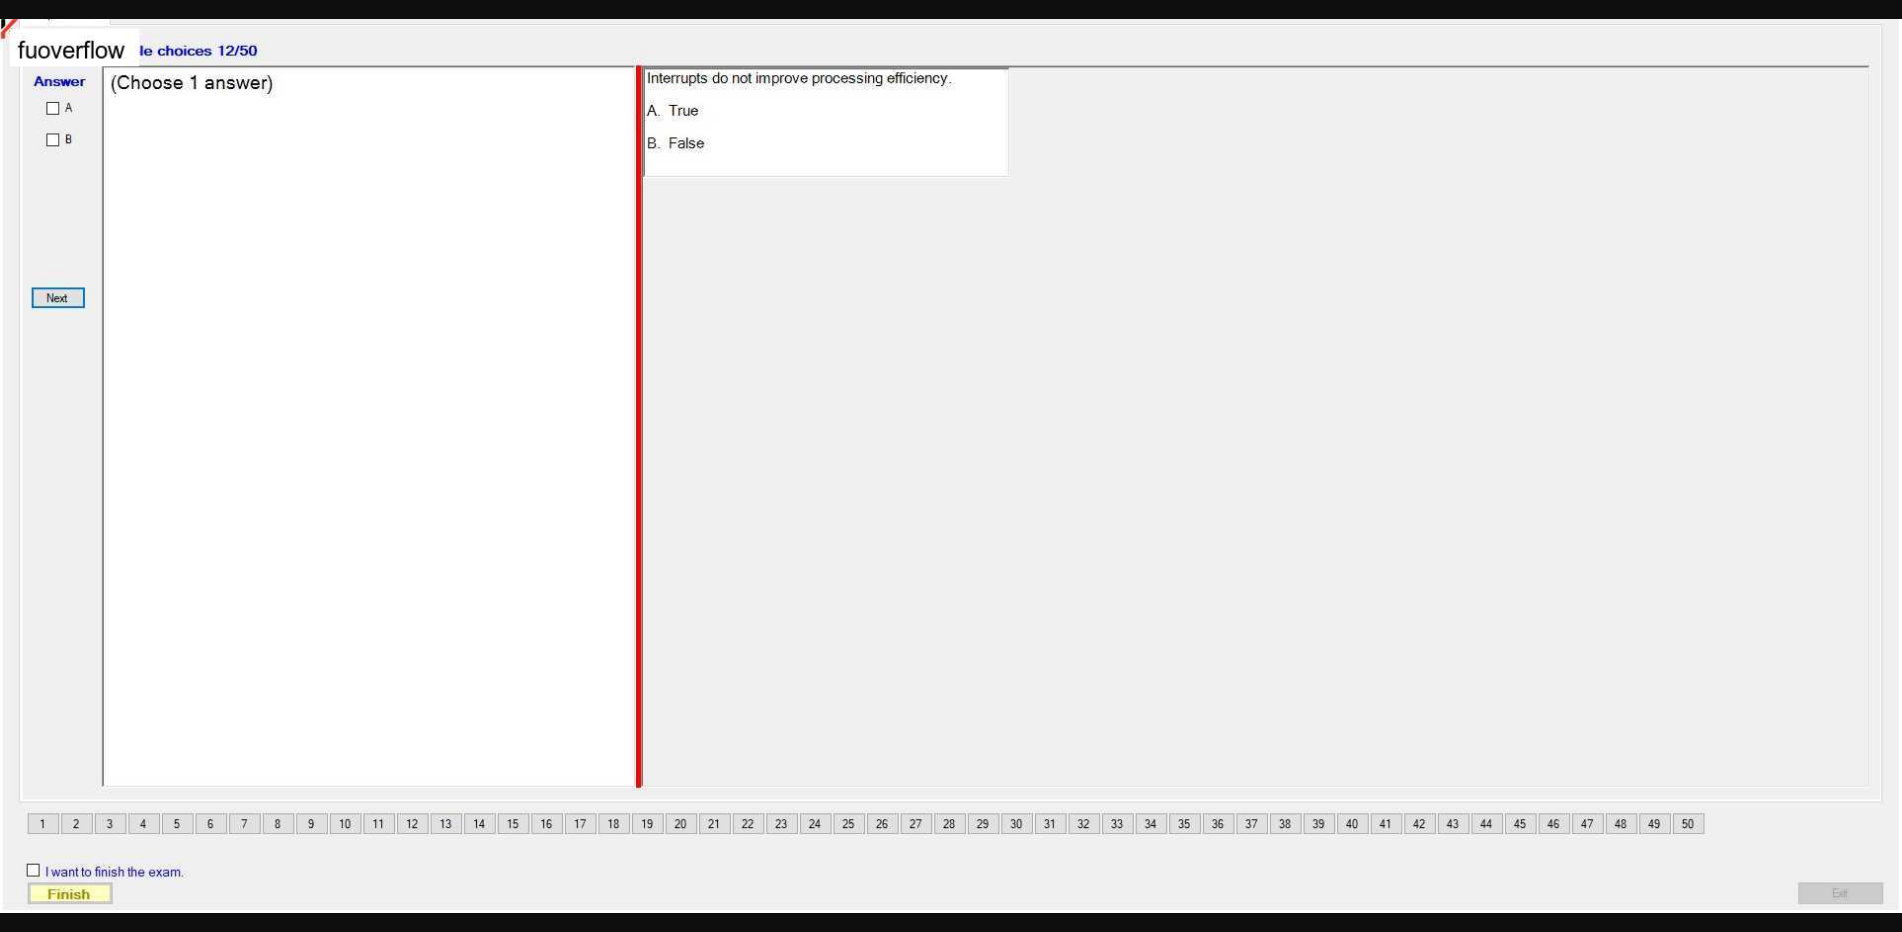 fuoverflow le choices 12/50
Answer
(Choose 1 answer)
A
B
Next
Interrupts do not improve processing efficiency.
A. True
B. False
1 2 3 4 5 6 7 8 9 10 11 12 13 14 15 16 17 18 19 20 21 22 23 24 25 26 27 28 29 30 31 32 33 34 35 36 37 38 39 40 41 42 43 44 45 46 47 48 49 50
I want to finish the exam.
Finish
Exit